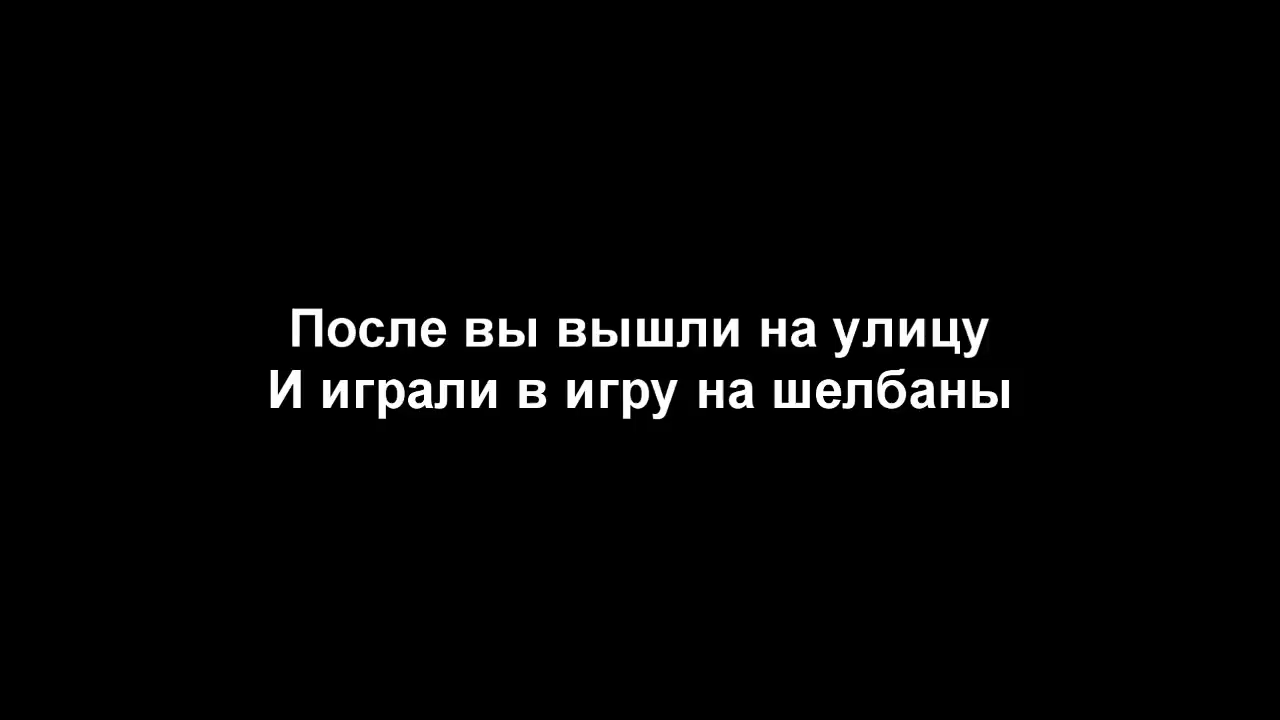 После вы вышли на улицу
И играли в игру на шелбаны